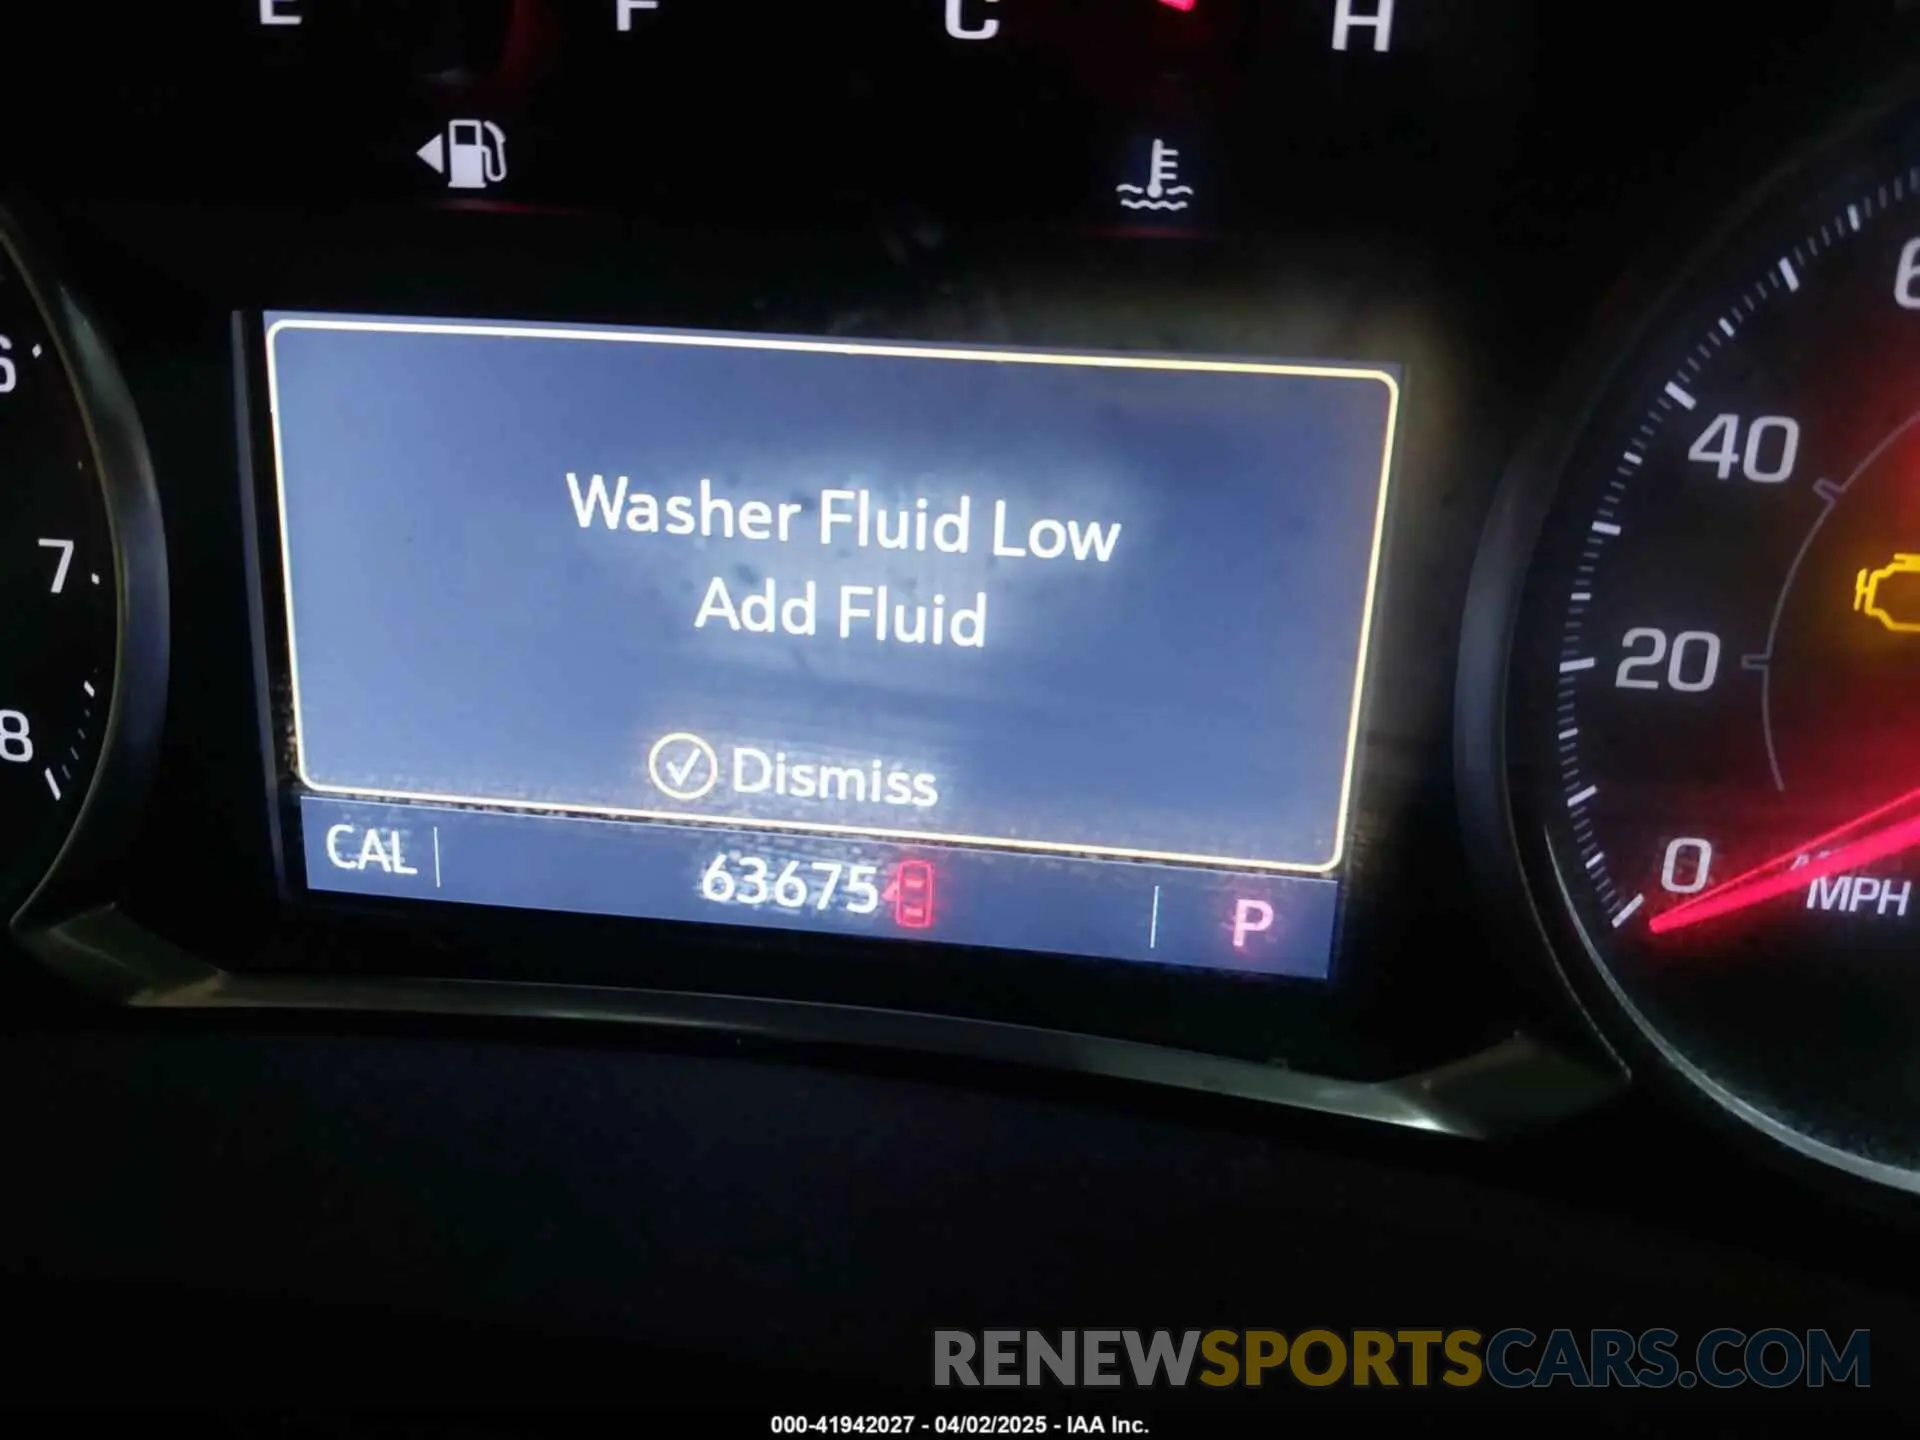 E F C H
6
7
8
Washer Fluid Low
Add Fluid
Dismiss
CAL 63675 P
40
20
0
MPH
RENEWSPORTSCARS.COM
000-41942027 - 04/02/2025 - IAA Inc.